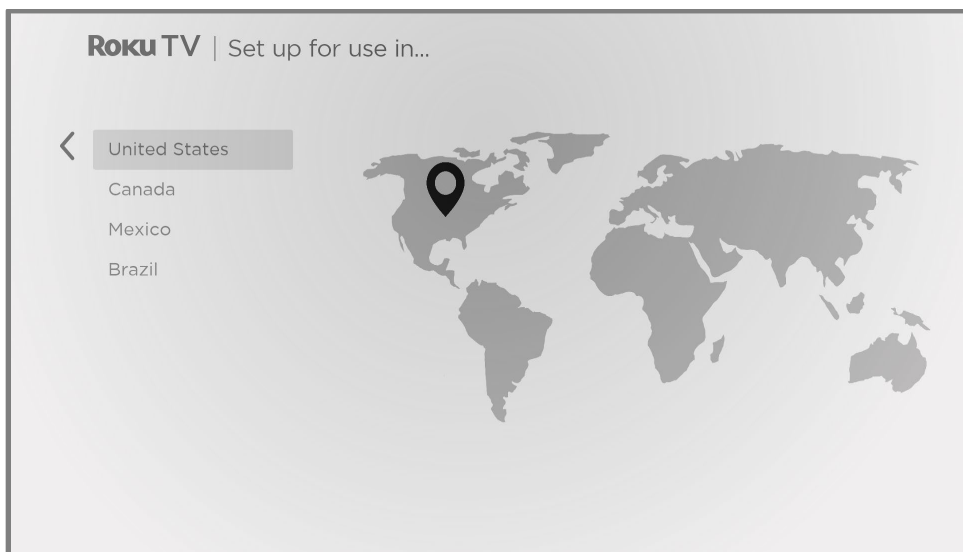 Roku TV | Set up for use in...
United States
Canada
Mexico
Brazil